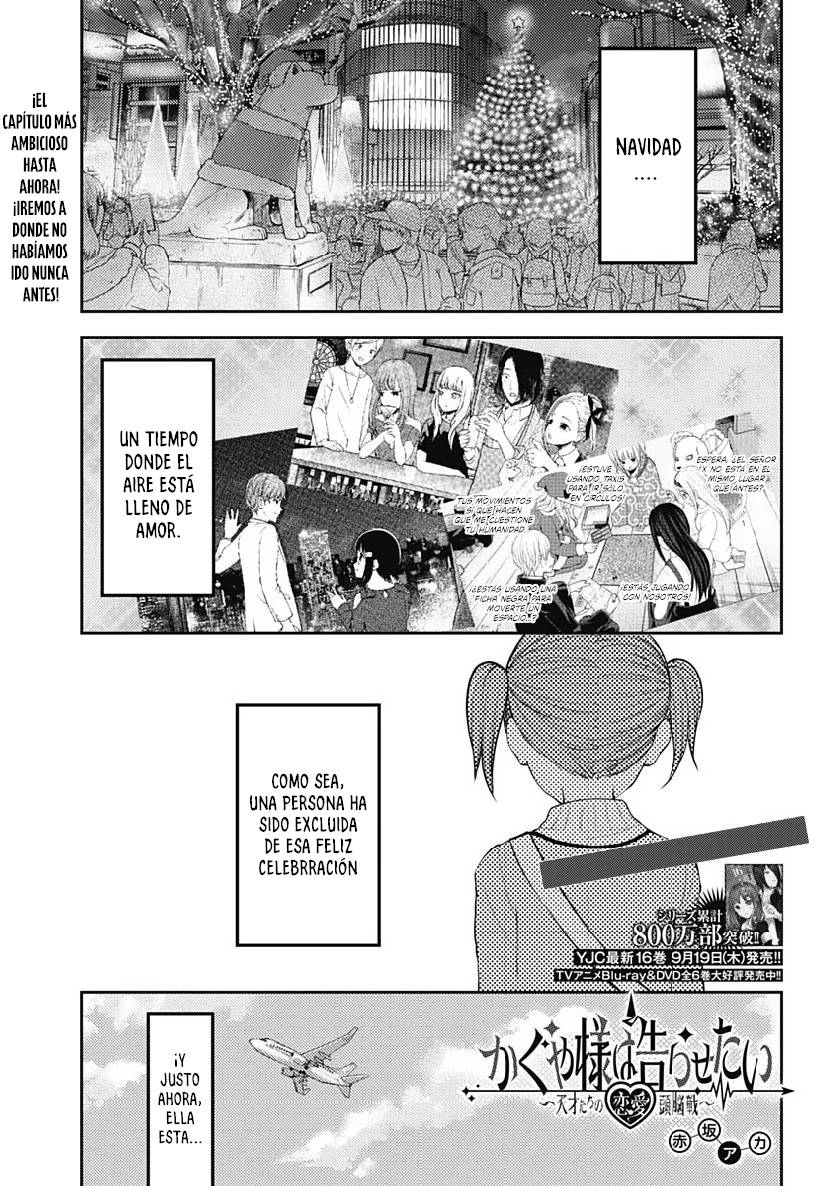 ¡EL
CAPÍTULO MÁS
AMBICIOSO
HASTA
AHORA!
¡IREMOS A
DONDE NO
HABÍAMOS
IDO NUNCA
ANTES!
NAVIDAD
....
UN TIEMPO
DONDE EL
AIRE ESTÁ
LLENO DE
AMOR.
ESPERA, ¿EL SEÑOR
X NO ESTÁ EN EL
MISMO LUGAR
QUE ANTES?
¡ESTUVE
USANDO TAXIS
PARA IR SÓLO
EN CÍRCULOS!
TUS MOVIMIENTOS
SI QUE HACEN
QUE ME CUESTIONE
TU HUMANIDAD.
¡¿ESTÁS USANDO UNA
FICHA NEGRA PARA
MOVERTE UN
ESPACIO..?
¡ESTÁS JUGANDO
CON NOSOTROS!
COMO SEA,
UNA PERSONA HA
SIDO EXCLUIDA
DE ESA FELIZ
CELEBRRACIÓN
シリーズ累計
800万部突破!!
YJC最新16巻 9月19日(木)発売!!
TVアニメBlu-ray&DVD全6巻大好評発売中!!
¡Y
JUSTO
AHORA,
ELLA
ESTA...
かぐや様は告らせたい
～天才たちの恋愛頭脳戦～
赤坂アカ